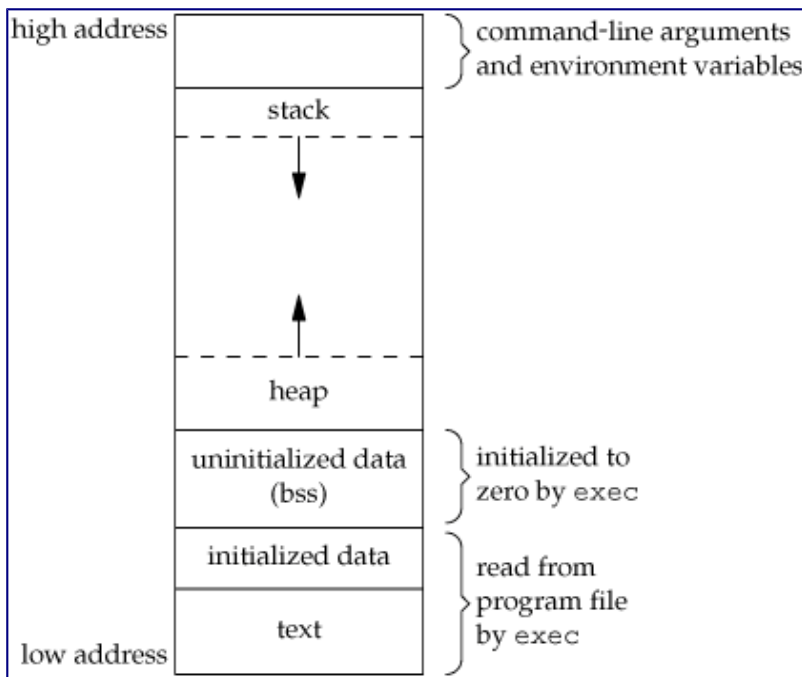 high address
command-line arguments
and environment variables
stack
heap
uninitialized data
(bss)
initialized to
zero by exec
initialized data
read from
program file
by exec
text
low address